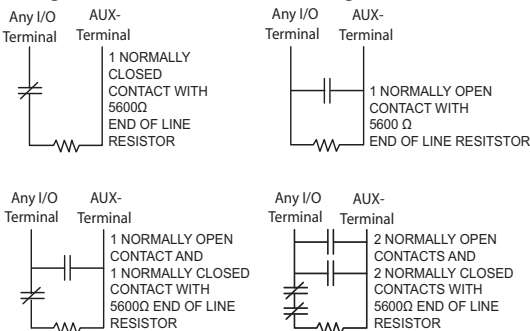 Any I/O
Terminal
AUX-
Terminal
1 NORMALLY
CLOSED
CONTACT WITH
5600Ω
END OF LINE
RESISTOR
Any I/O
Terminal
AUX-
Terminal
1 NORMALLY OPEN
CONTACT WITH
5600 Ω
END OF LINE RESITSTOR
Any I/O
Terminal
AUX-
Terminal
1 NORMALLY OPEN
CONTACT AND
1 NORMALLY CLOSED
CONTACT WITH
5600Ω END OF LINE
RESISTOR
Any I/O
Terminal
AUX-
Terminal
2 NORMALLY OPEN
CONTACTS AND
2 NORMALLY CLOSED
CONTACTS WITH
5600Ω END OF LINE
RESISTOR